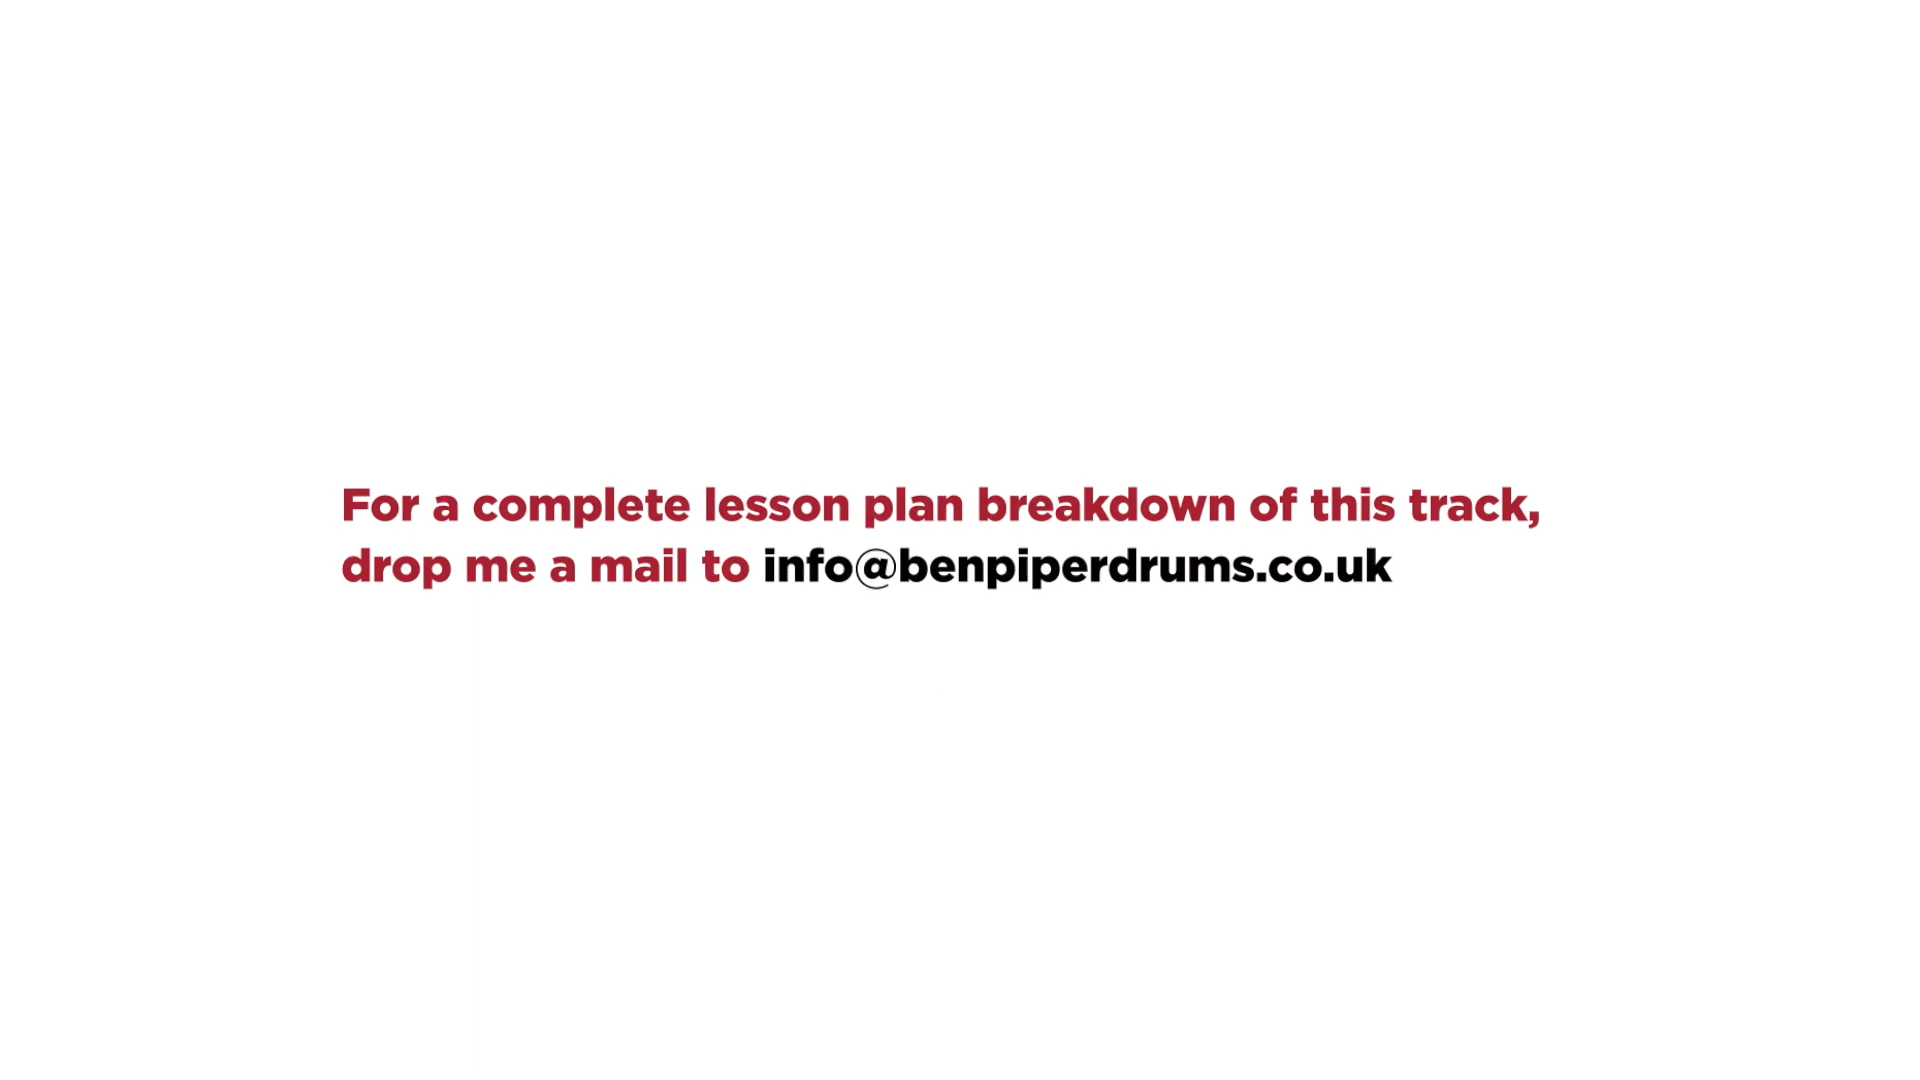 For a complete lesson plan breakdown of this track,
drop me a mail to info@benpiperdrums.co.uk